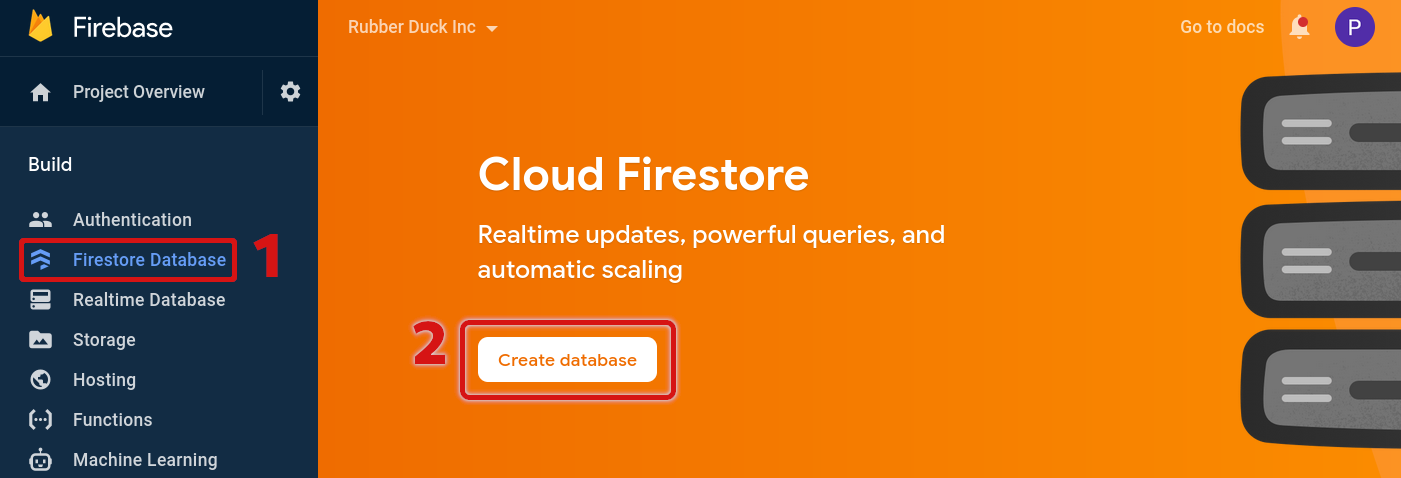 Firebase
Rubber Duck Inc
Go to docs
P
Project Overview
Build
Authentication
Firestore Database
1
Realtime Database
Storage
Hosting
Functions
Machine Learning
Cloud Firestore
Realtime updates, powerful queries, and
automatic scaling
2
Create database